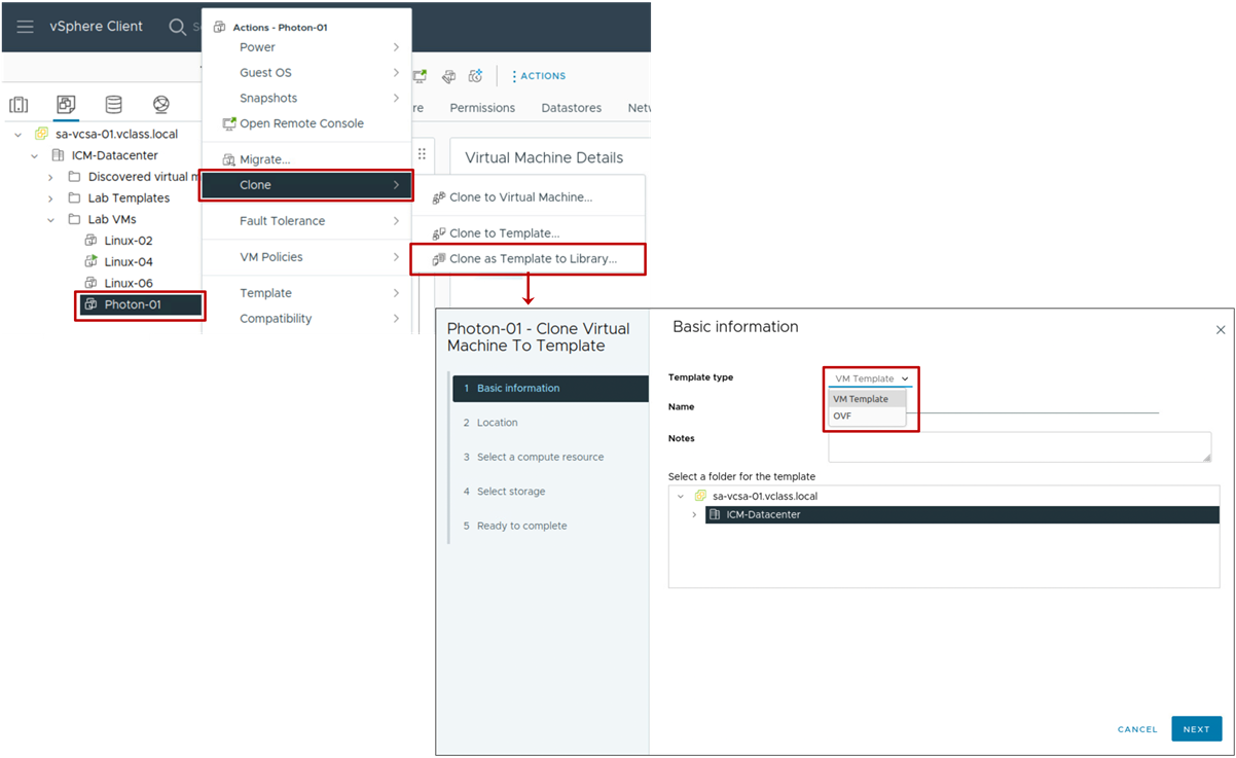 vSphere Client
Actions - Photon-01
Power
Guest OS
Snapshots
Open Remote Console
Migrate...
Clone
Fault Tolerance
VM Policies
Template
Compatibility
ACTIONS
Permissions Datastores
Virtual Machine Details
sa-vcsa-01.vclass.local
ICM-Datacenter
Discovered virtual m
Lab Templates
Lab VMs
Linux-02
Linux-04
Linux-06
Photon-01
Clone to Virtual Machine...
Clone to Template...
Clone as Template to Library...
Photon-01 - Clone Virtual
Machine To Template
1 Basic information
2 Location
3 Select a compute resource
4 Select storage
5 Ready to complete
Basic information
Template type
VM Template
VM Template
OVF
Name
Notes
Select a folder for the template
sa-vcsa-01.vclass.local
ICM-Datacenter
CANCEL NEXT